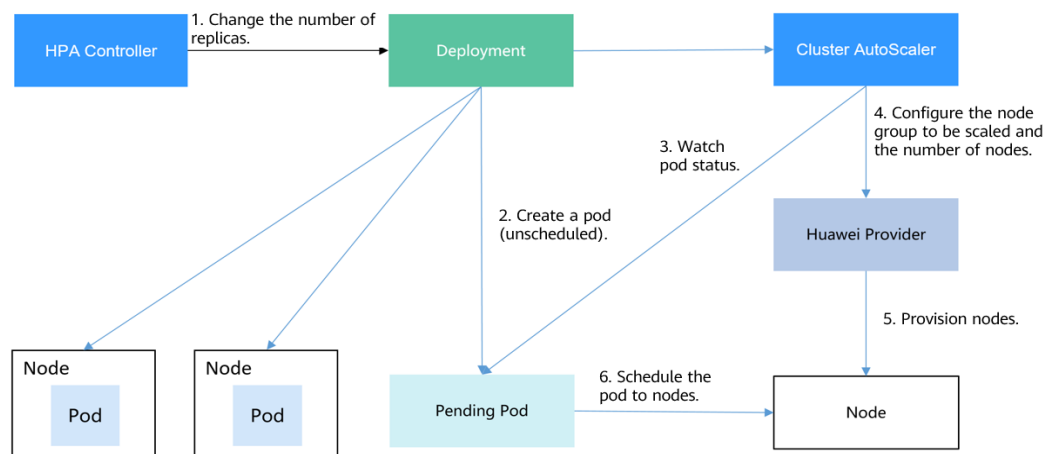 1. Change the number of
replicas.
HPA Controller
Deployment
Cluster AutoScaler
4. Configure the node
group to be scaled and
the number of nodes.
3. Watch
pod status.
2. Create a pod
(unscheduled).
Huawei Provider
5. Provision nodes.
Node
Pod
Node
Pod
6. Schedule the
pod to nodes.
Pending Pod
Node